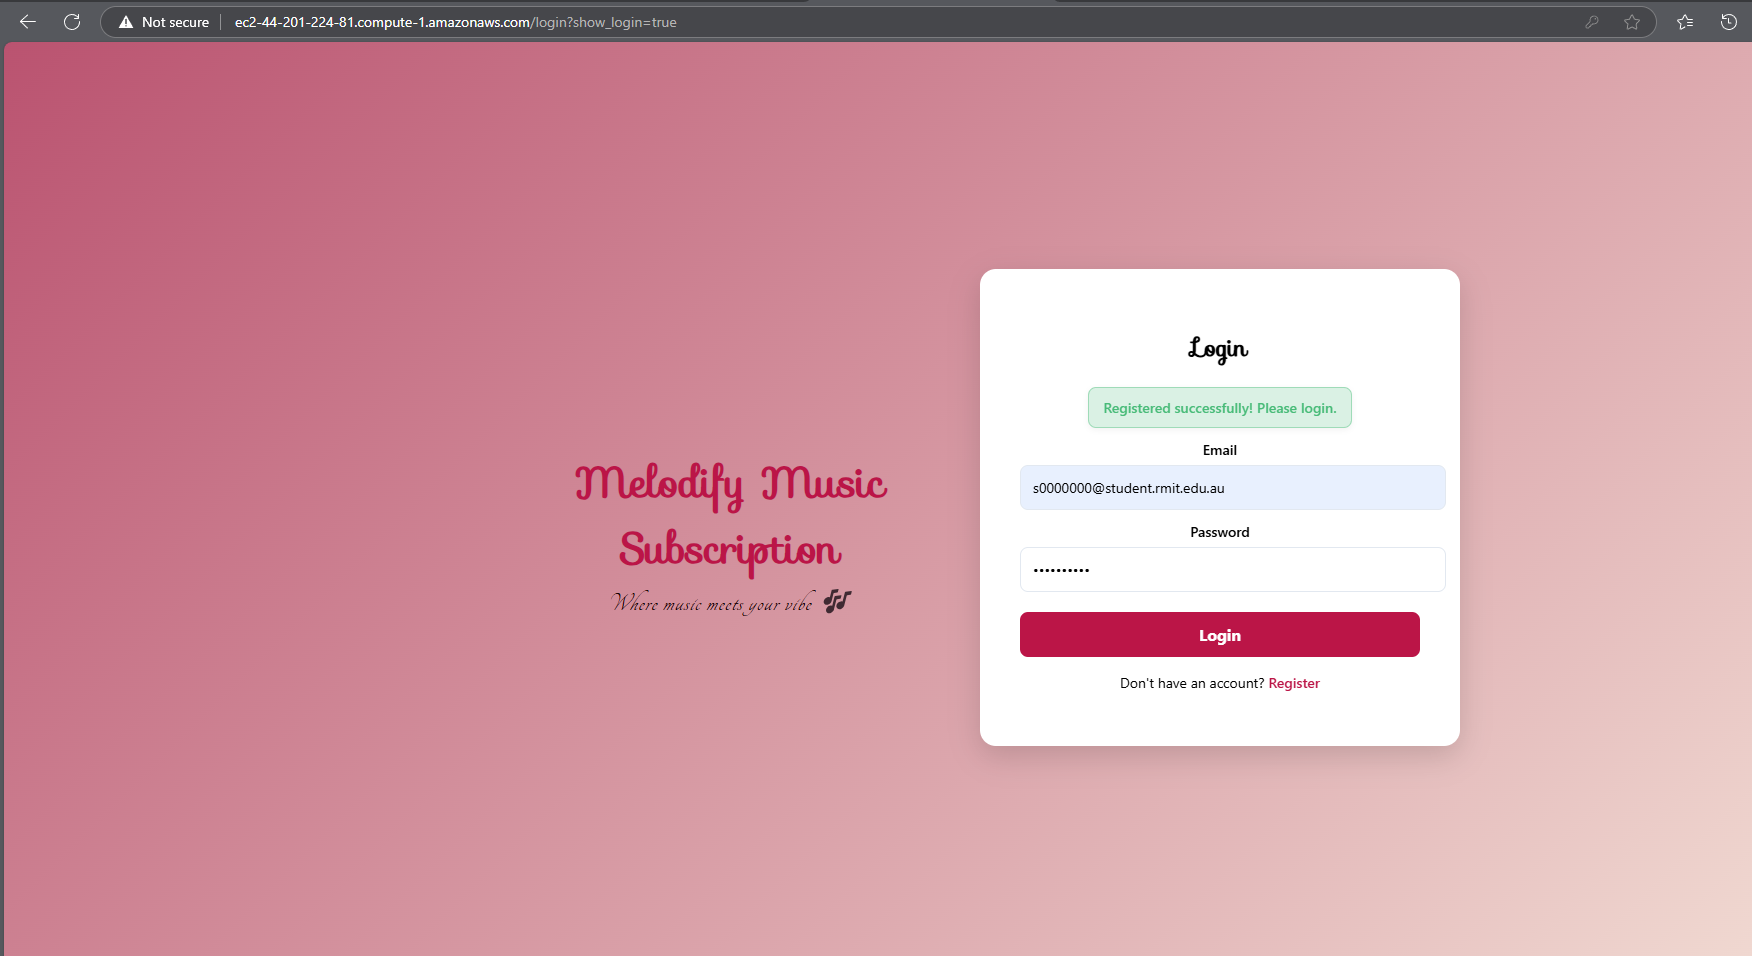 Not secure
ec2-44-201-224-81.compute-1.amazonaws.com/login?show_login=true
Melodify Music
Subscription
Where music meets your vibe 🎶
Login
Registered successfully! Please login.
Email
s0000000@student.rmit.edu.au
Password
••••••••••
Login
Don't have an account? Register